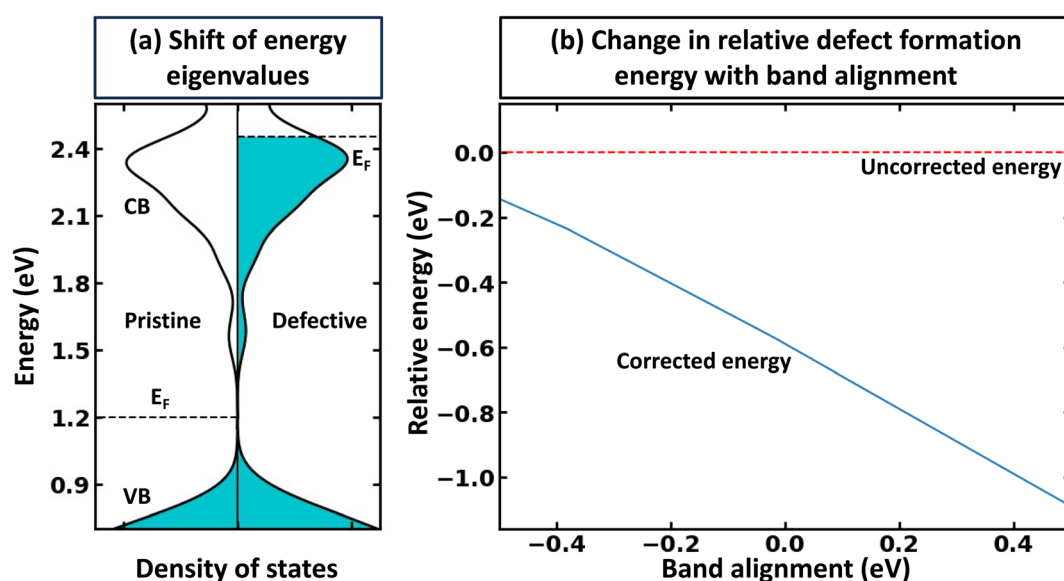 (a) Shift of energy
eigenvalues
(b) Change in relative defect formation
energy with band alignment
Energy (eV)
2.4
2.1
1.8
1.5
1.2
0.9
E_F
CB
Pristine
Defective
E_F
VB
Density of states
Relative energy (eV)
0.0
−0.2
−0.4
−0.6
−0.8
−1.0
Uncorrected energy
Corrected energy
−0.4
−0.2
0.0
0.2
0.4
Band alignment (eV)